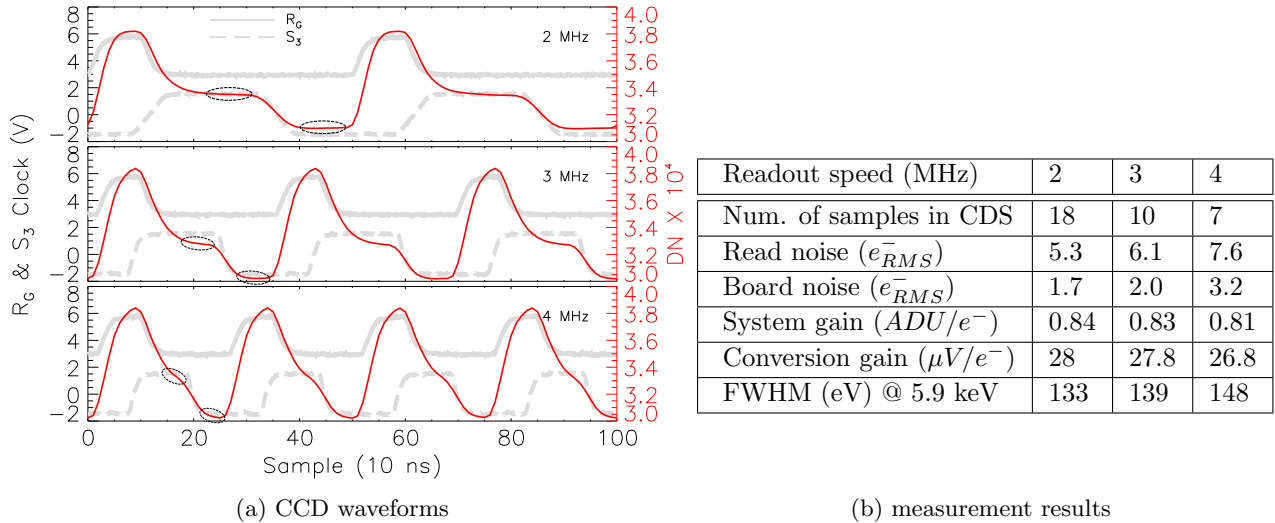 R_G & S_3 Clock (V)
8
6
4
2
0
−2
R_G
S_3
2 MHz
4.0
3.8
3.6
3.4
3.2
3.0
8
6
4
2
0
−2
3 MHz
4.0
3.8
3.6
3.4
3.2
3.0
8
6
4
2
0
−2
4 MHz
4.0
3.8
3.6
3.4
3.2
3.0
DN X 10^4
0 20 40 60 80 100
Sample (10 ns)
(a) CCD waveforms
Readout speed (MHz) 2 3 4
Num. of samples in CDS 18 10 7
Read noise (e^-_{RMS}) 5.3 6.1 7.6
Board noise (e^-_{RMS}) 1.7 2.0 3.2
System gain (ADU/e^-) 0.84 0.83 0.81
Conversion gain (μV/e^-) 28 27.8 26.8
FWHM (eV) @ 5.9 keV 133 139 148
(b) measurement results